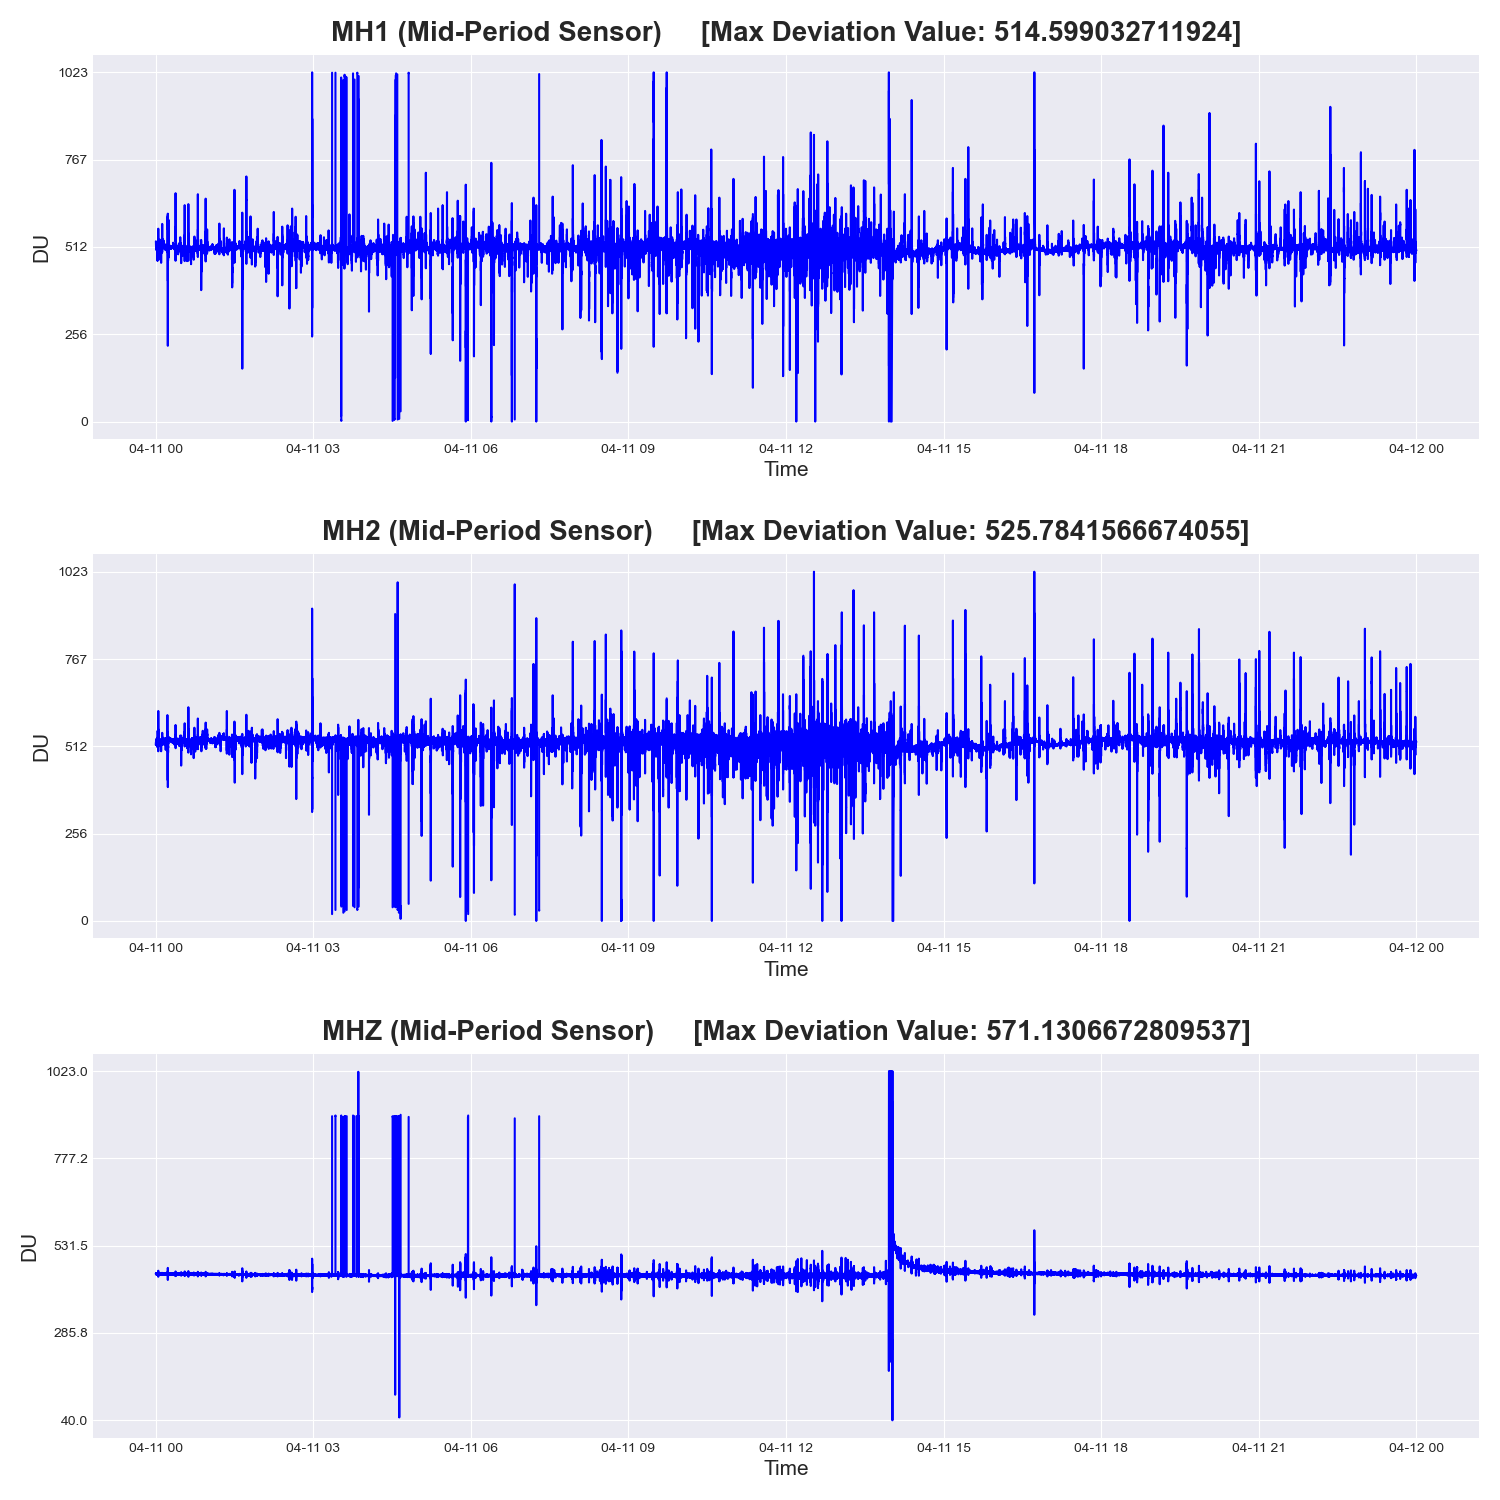 MH1 (Mid-Period Sensor) [Max Deviation Value: 514.599032711924]
1023
767
512
256
0
DU
04-11 00 04-11 03 04-11 06 04-11 09 04-11 12 04-11 15 04-11 18 04-11 21 04-12 00
Time
MH2 (Mid-Period Sensor) [Max Deviation Value: 525.7841566674055]
1023
767
512
256
0
DU
04-11 00 04-11 03 04-11 06 04-11 09 04-11 12 04-11 15 04-11 18 04-11 21 04-12 00
Time
MHZ (Mid-Period Sensor) [Max Deviation Value: 571.1306672809537]
1023.0
777.2
531.5
285.8
40.0
DU
04-11 00 04-11 03 04-11 06 04-11 09 04-11 12 04-11 15 04-11 18 04-11 21 04-12 00
Time